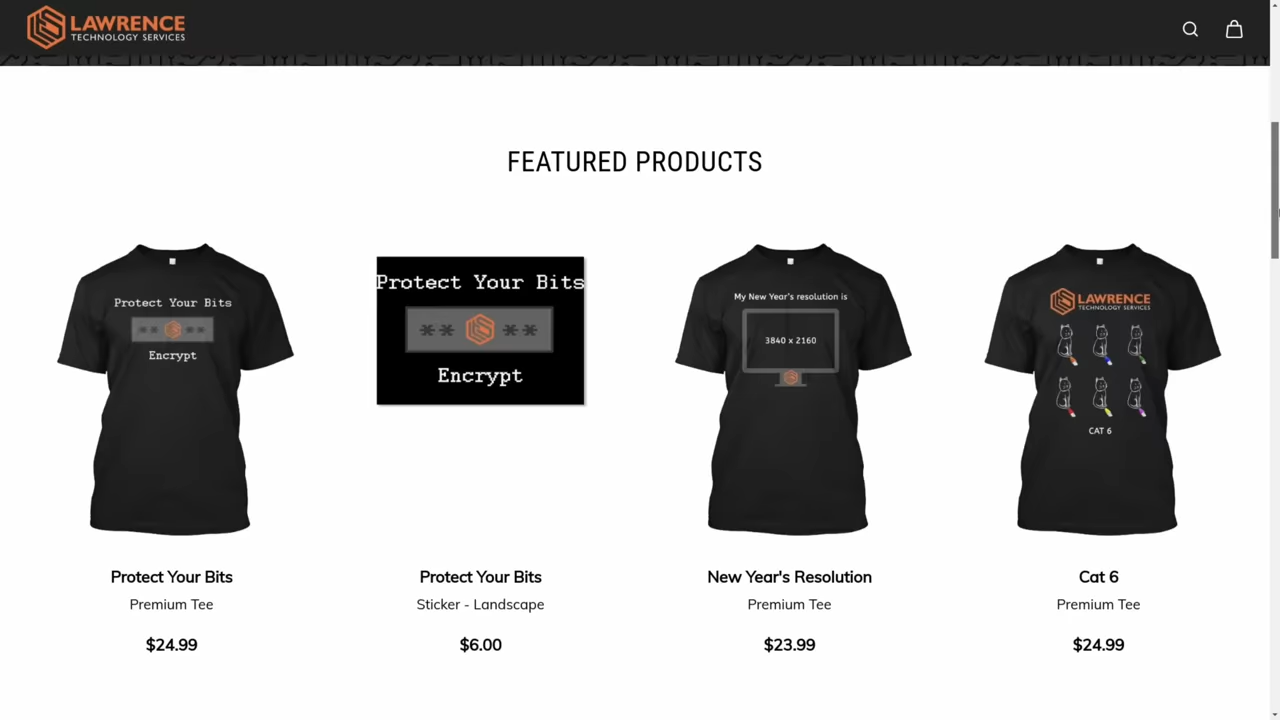 LAWRENCE
TECHNOLOGY SERVICES
FEATURED PRODUCTS
Protect Your Bits
** **
Encrypt
Protect Your Bits
** **
Encrypt
My New Year's resolution is
3840 x 2160
LAWRENCE
TECHNOLOGY SERVICES
CAT 6
Protect Your Bits
Premium Tee
$24.99
Protect Your Bits
Sticker - Landscape
$6.00
New Year's Resolution
Premium Tee
$23.99
Cat 6
Premium Tee
$24.99